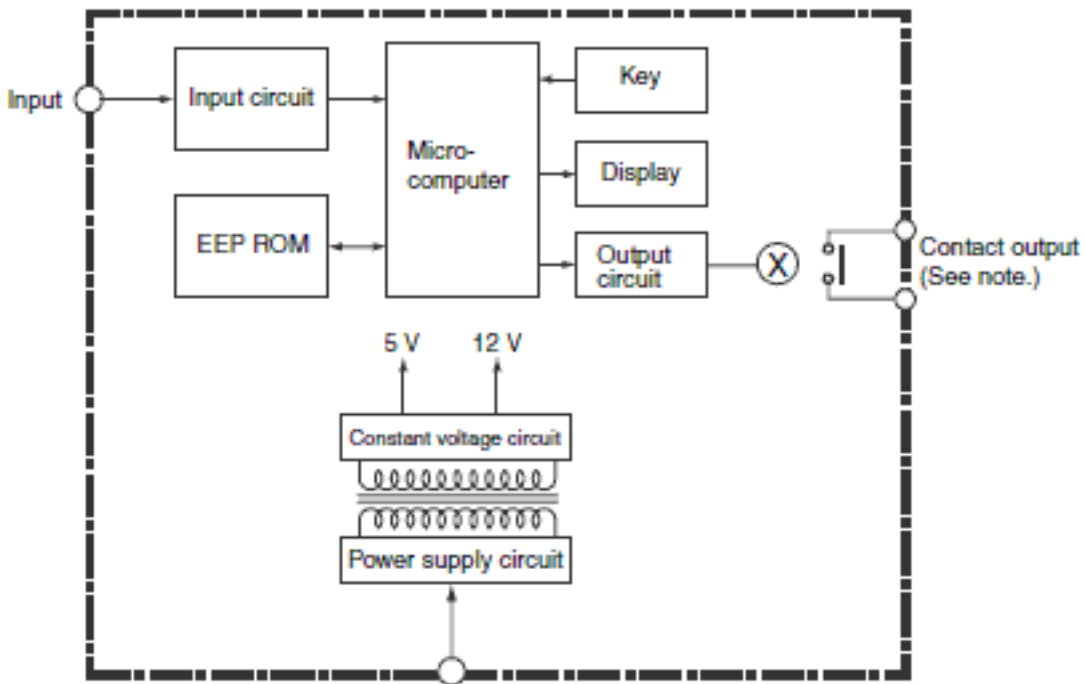 Input
Input circuit
Micro-
computer
Key
Display
EEP ROM
Output
circuit
X
Contact output
(See note.)
5 V
12 V
Constant voltage circuit
Power supply circuit